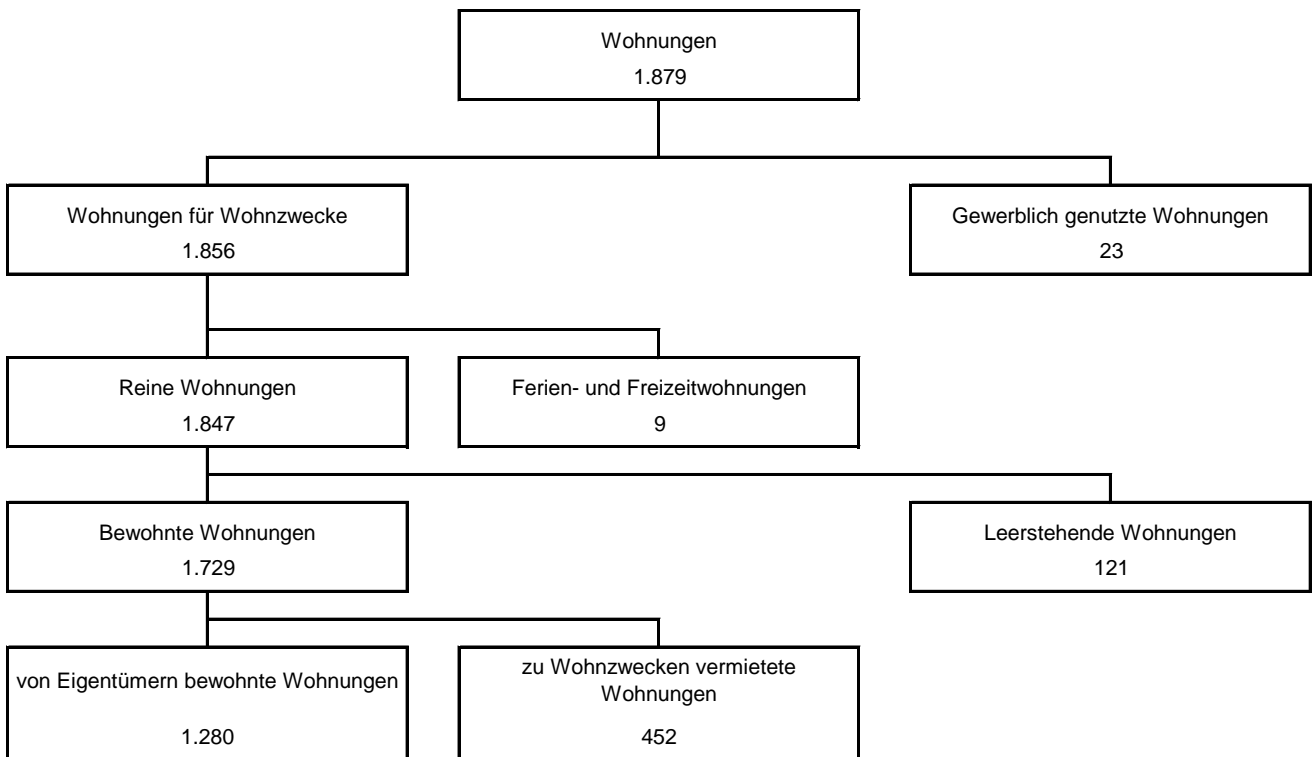 Wohnungen
1.879
Wohnungen für Wohnzwecke
1.856
Gewerblich genutzte Wohnungen
23
Reine Wohnungen
1.847
Ferien- und Freizeitwohnungen
9
Bewohnte Wohnungen
1.729
Leerstehende Wohnungen
121
von Eigentümern bewohnte Wohnungen
1.280
zu Wohnzwecken vermietete
Wohnungen
452